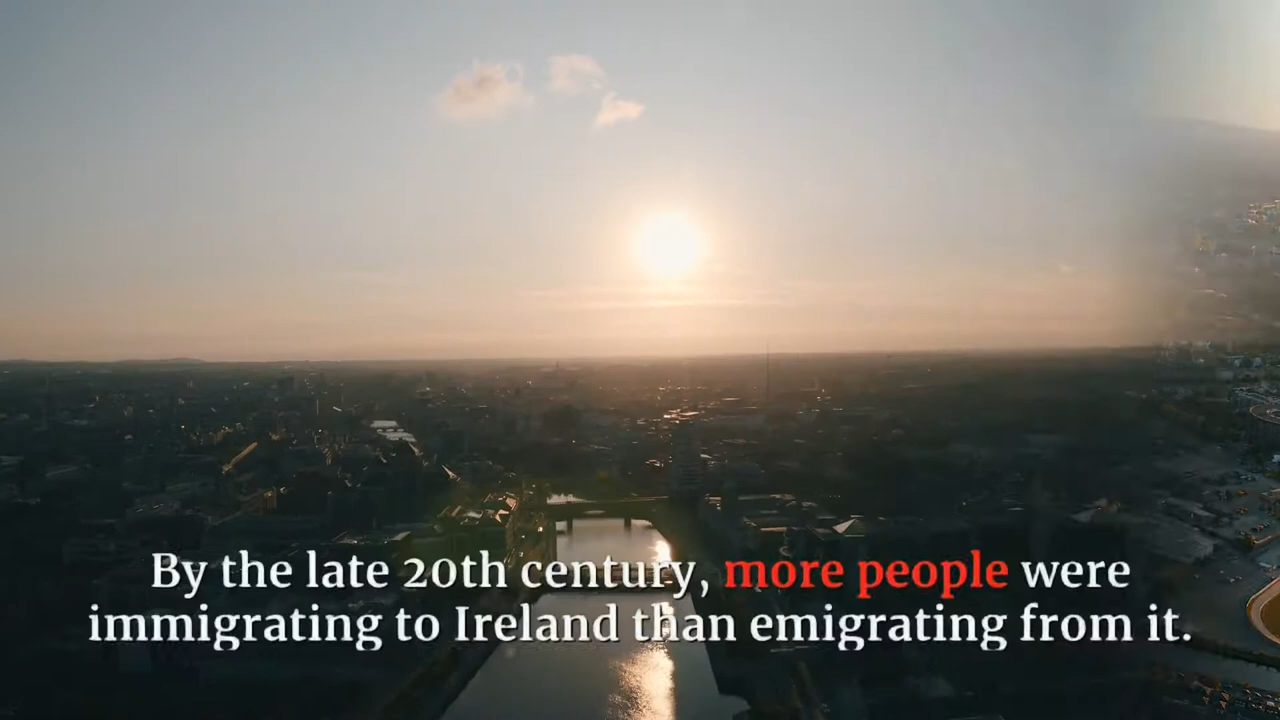 By the late 20th century, more people were
immigrating to Ireland than emigrating from it.